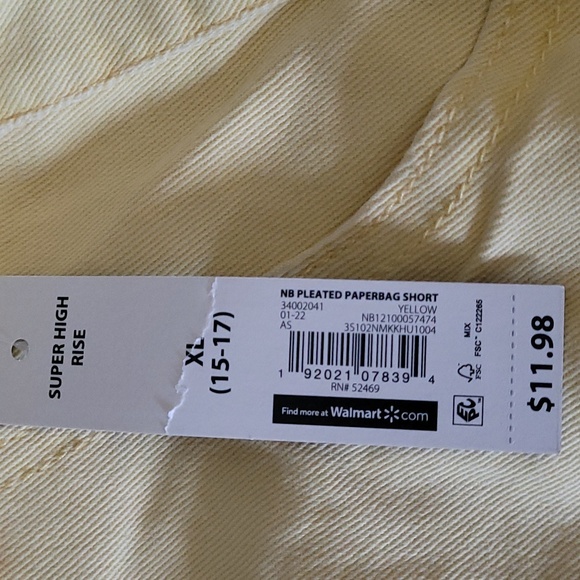 SUPER HIGH
RISE
XL
(15-17)
NB PLEATED PAPERBAG SHORT
34002041 YELLOW
01-22 NB12100057474
AS 35102NMKKHU1004
1 92021 07839 4
RN# 52469
Find more at Walmart com
MIX
FSC™ C122265
FSC
$11.98